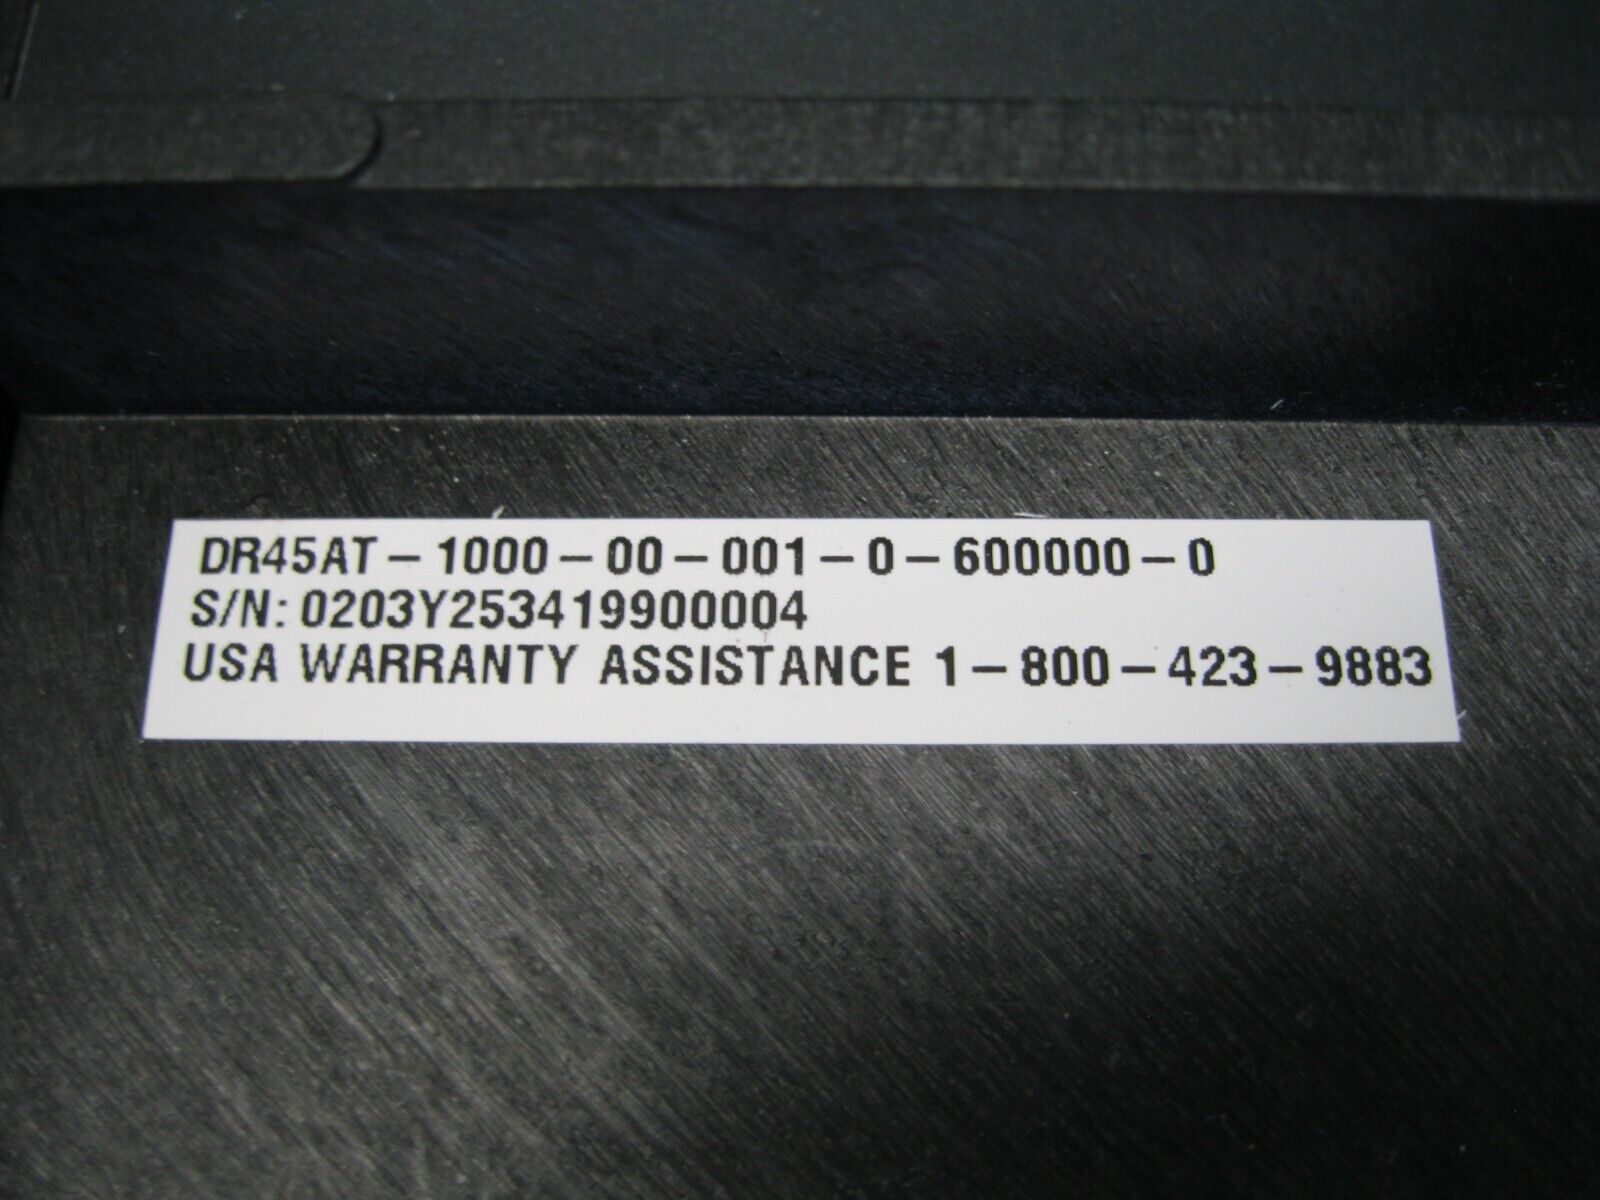 DR45AT-1000-00-001-0-600000-0
S/N: 0203Y253419900004
USA WARRANTY ASSISTANCE 1-800-423-9883